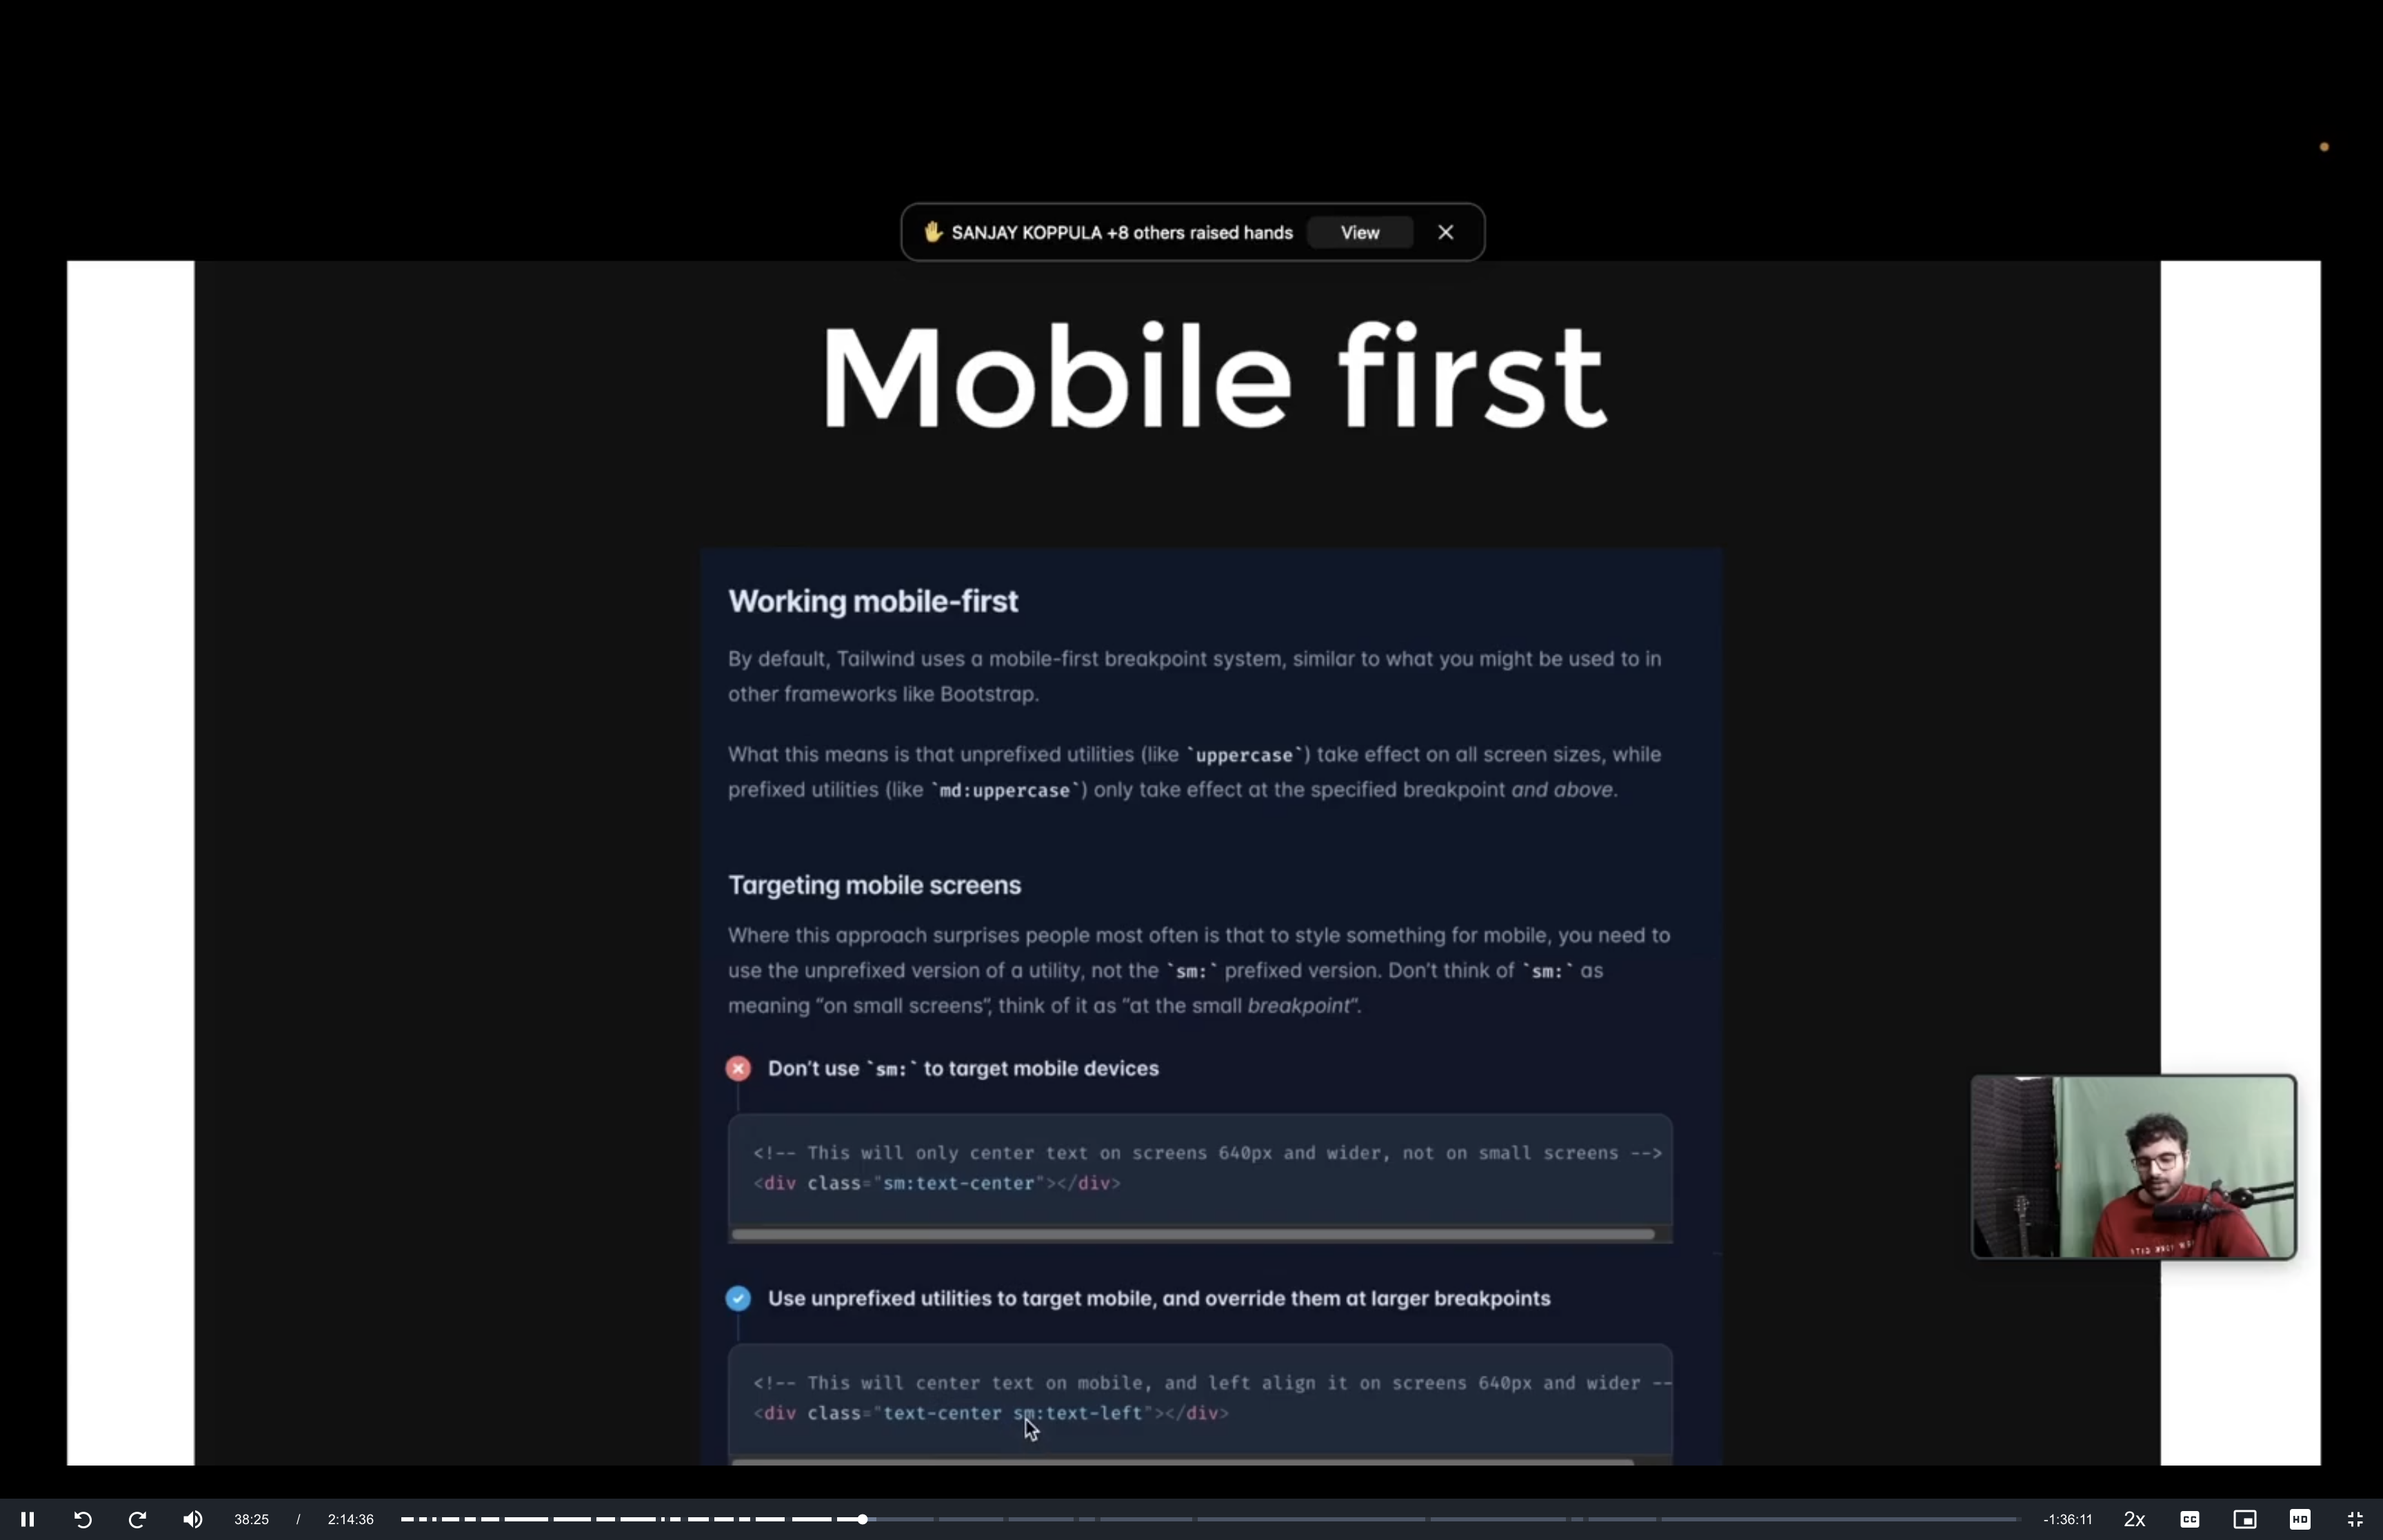 ✋ SANJAY KOPPULA +8 others raised hands View
Mobile first
Working mobile-first
By default, Tailwind uses a mobile-first breakpoint system, similar to what you might be used to in
other frameworks like Bootstrap.
What this means is that unprefixed utilities (like `uppercase`) take effect on all screen sizes, while
prefixed utilities (like `md:uppercase`) only take effect at the specified breakpoint and above.
Targeting mobile screens
Where this approach surprises people most often is that to style something for mobile, you need to
use the unprefixed version of a utility, not the `sm:` prefixed version. Don't think of `sm:` as
meaning “on small screens”, think of it as “at the small breakpoint”.
Don't use `sm:` to target mobile devices
<!-- This will only center text on screens 640px and wider, not on small screens -->
<div class="sm:text-center"></div>
Use unprefixed utilities to target mobile, and override them at larger breakpoints
<!-- This will center text on mobile, and left align it on screens 640px and wider --
<div class="text-center sm:text-left"></div>
38:25 / 2:14:36 -1:36:11 2x CC HD